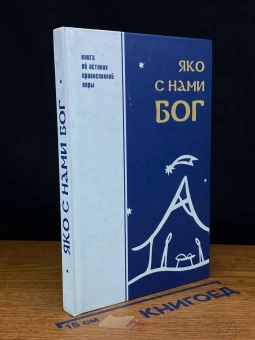 книга
об истоках
православной
веры
ЯКО
С НАМИ
БОГ
• ЯКО С НАМИ БОГ •
15 см
КНИГОЕД